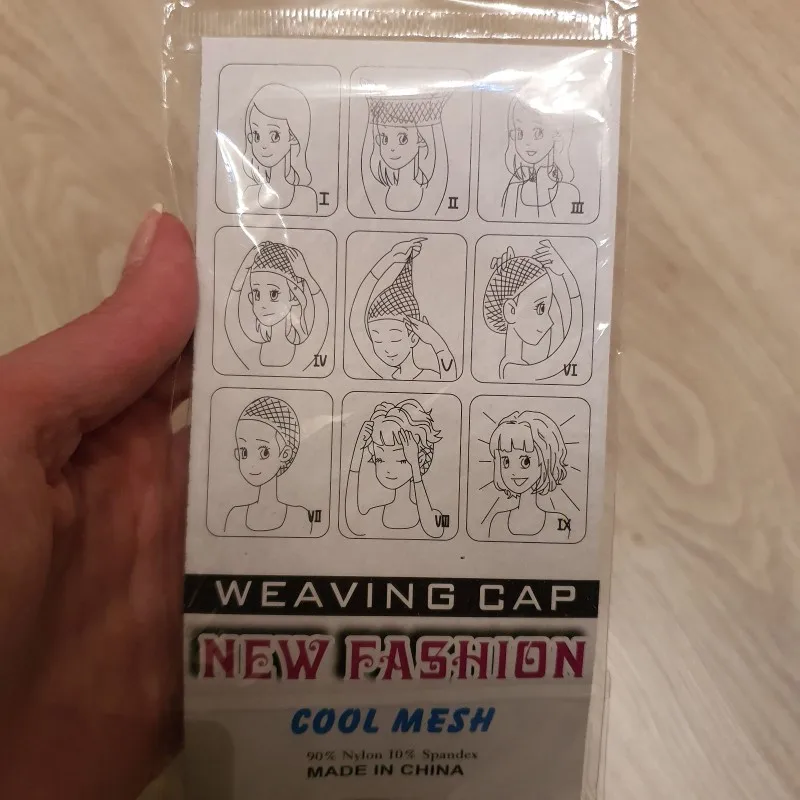 I
II
III
IV
V
VI
VII
VIII
IX
WEAVING CAP
NEW FASHION
COOL MESH
90% Nylon 10% Spandex
MADE IN CHINA